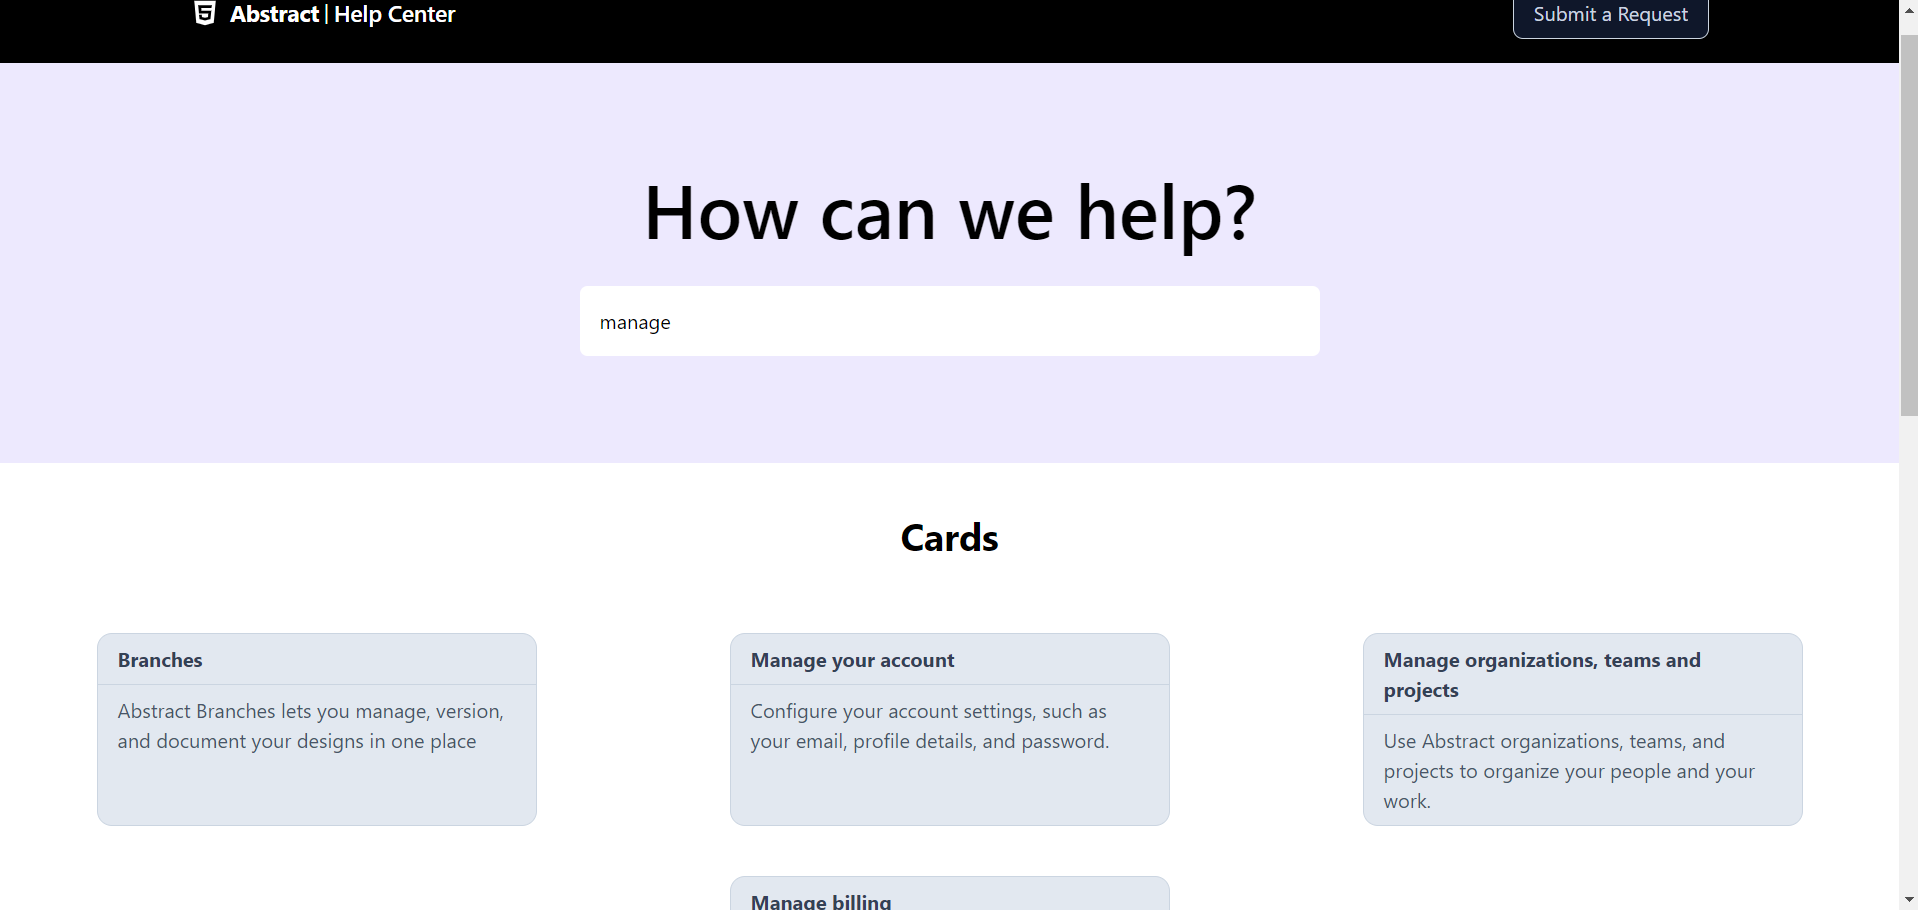 Abstract | Help Center
Submit a Request
How can we help?
manage
Cards
Branches
Abstract Branches lets you manage, version,
and document your designs in one place
Manage your account
Configure your account settings, such as
your email, profile details, and password.
Manage organizations, teams and
projects
Use Abstract organizations, teams, and
projects to organize your people and your
work.
Manage billing